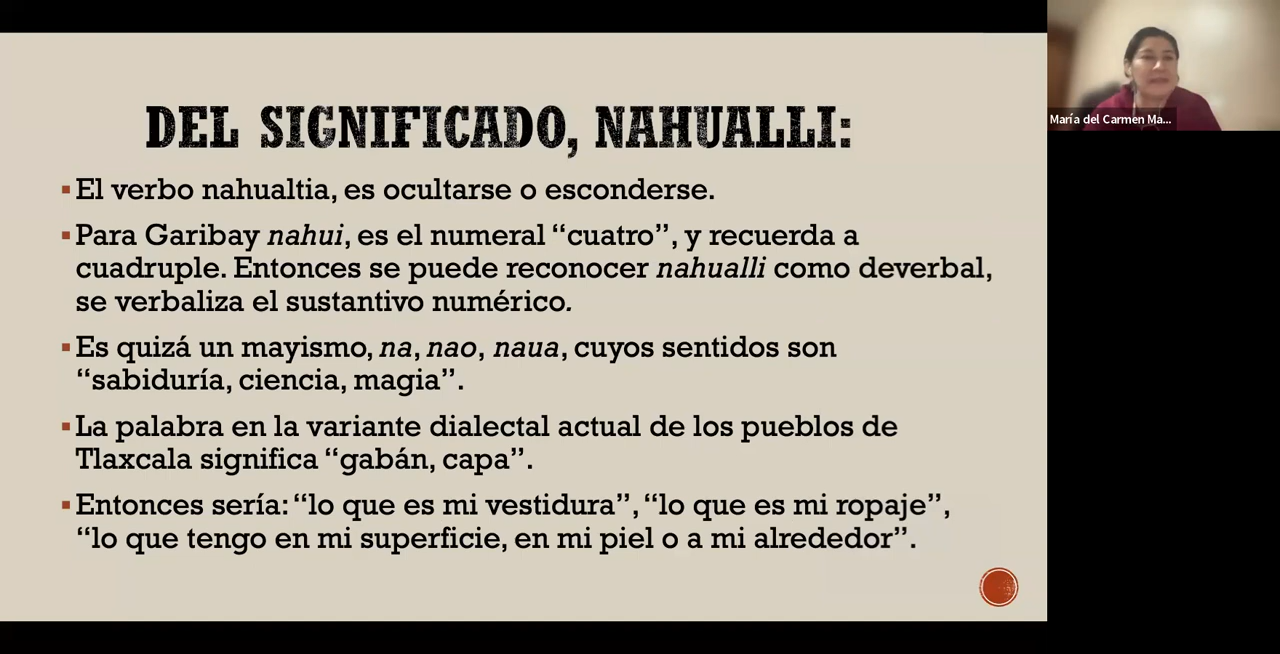 DEL SIGNIFICADO, NAHUALLI:
▪El verbo nahualtia, es ocultarse o esconderse.
▪Para Garibay nahui, es el numeral “cuatro”, y recuerda a
cuadruple. Entonces se puede reconocer nahualli como deverbal,
se verbaliza el sustantivo numérico.
▪Es quizá un mayismo, na, nao, naua, cuyos sentidos son
“sabiduría, ciencia, magia”.
▪La palabra en la variante dialectal actual de los pueblos de
Tlaxcala significa “gabán, capa”.
▪Entonces sería: “lo que es mi vestidura”, “lo que es mi ropaje”,
“lo que tengo en mi superficie, en mi piel o a mi alrededor”.
María del Carmen Ma...